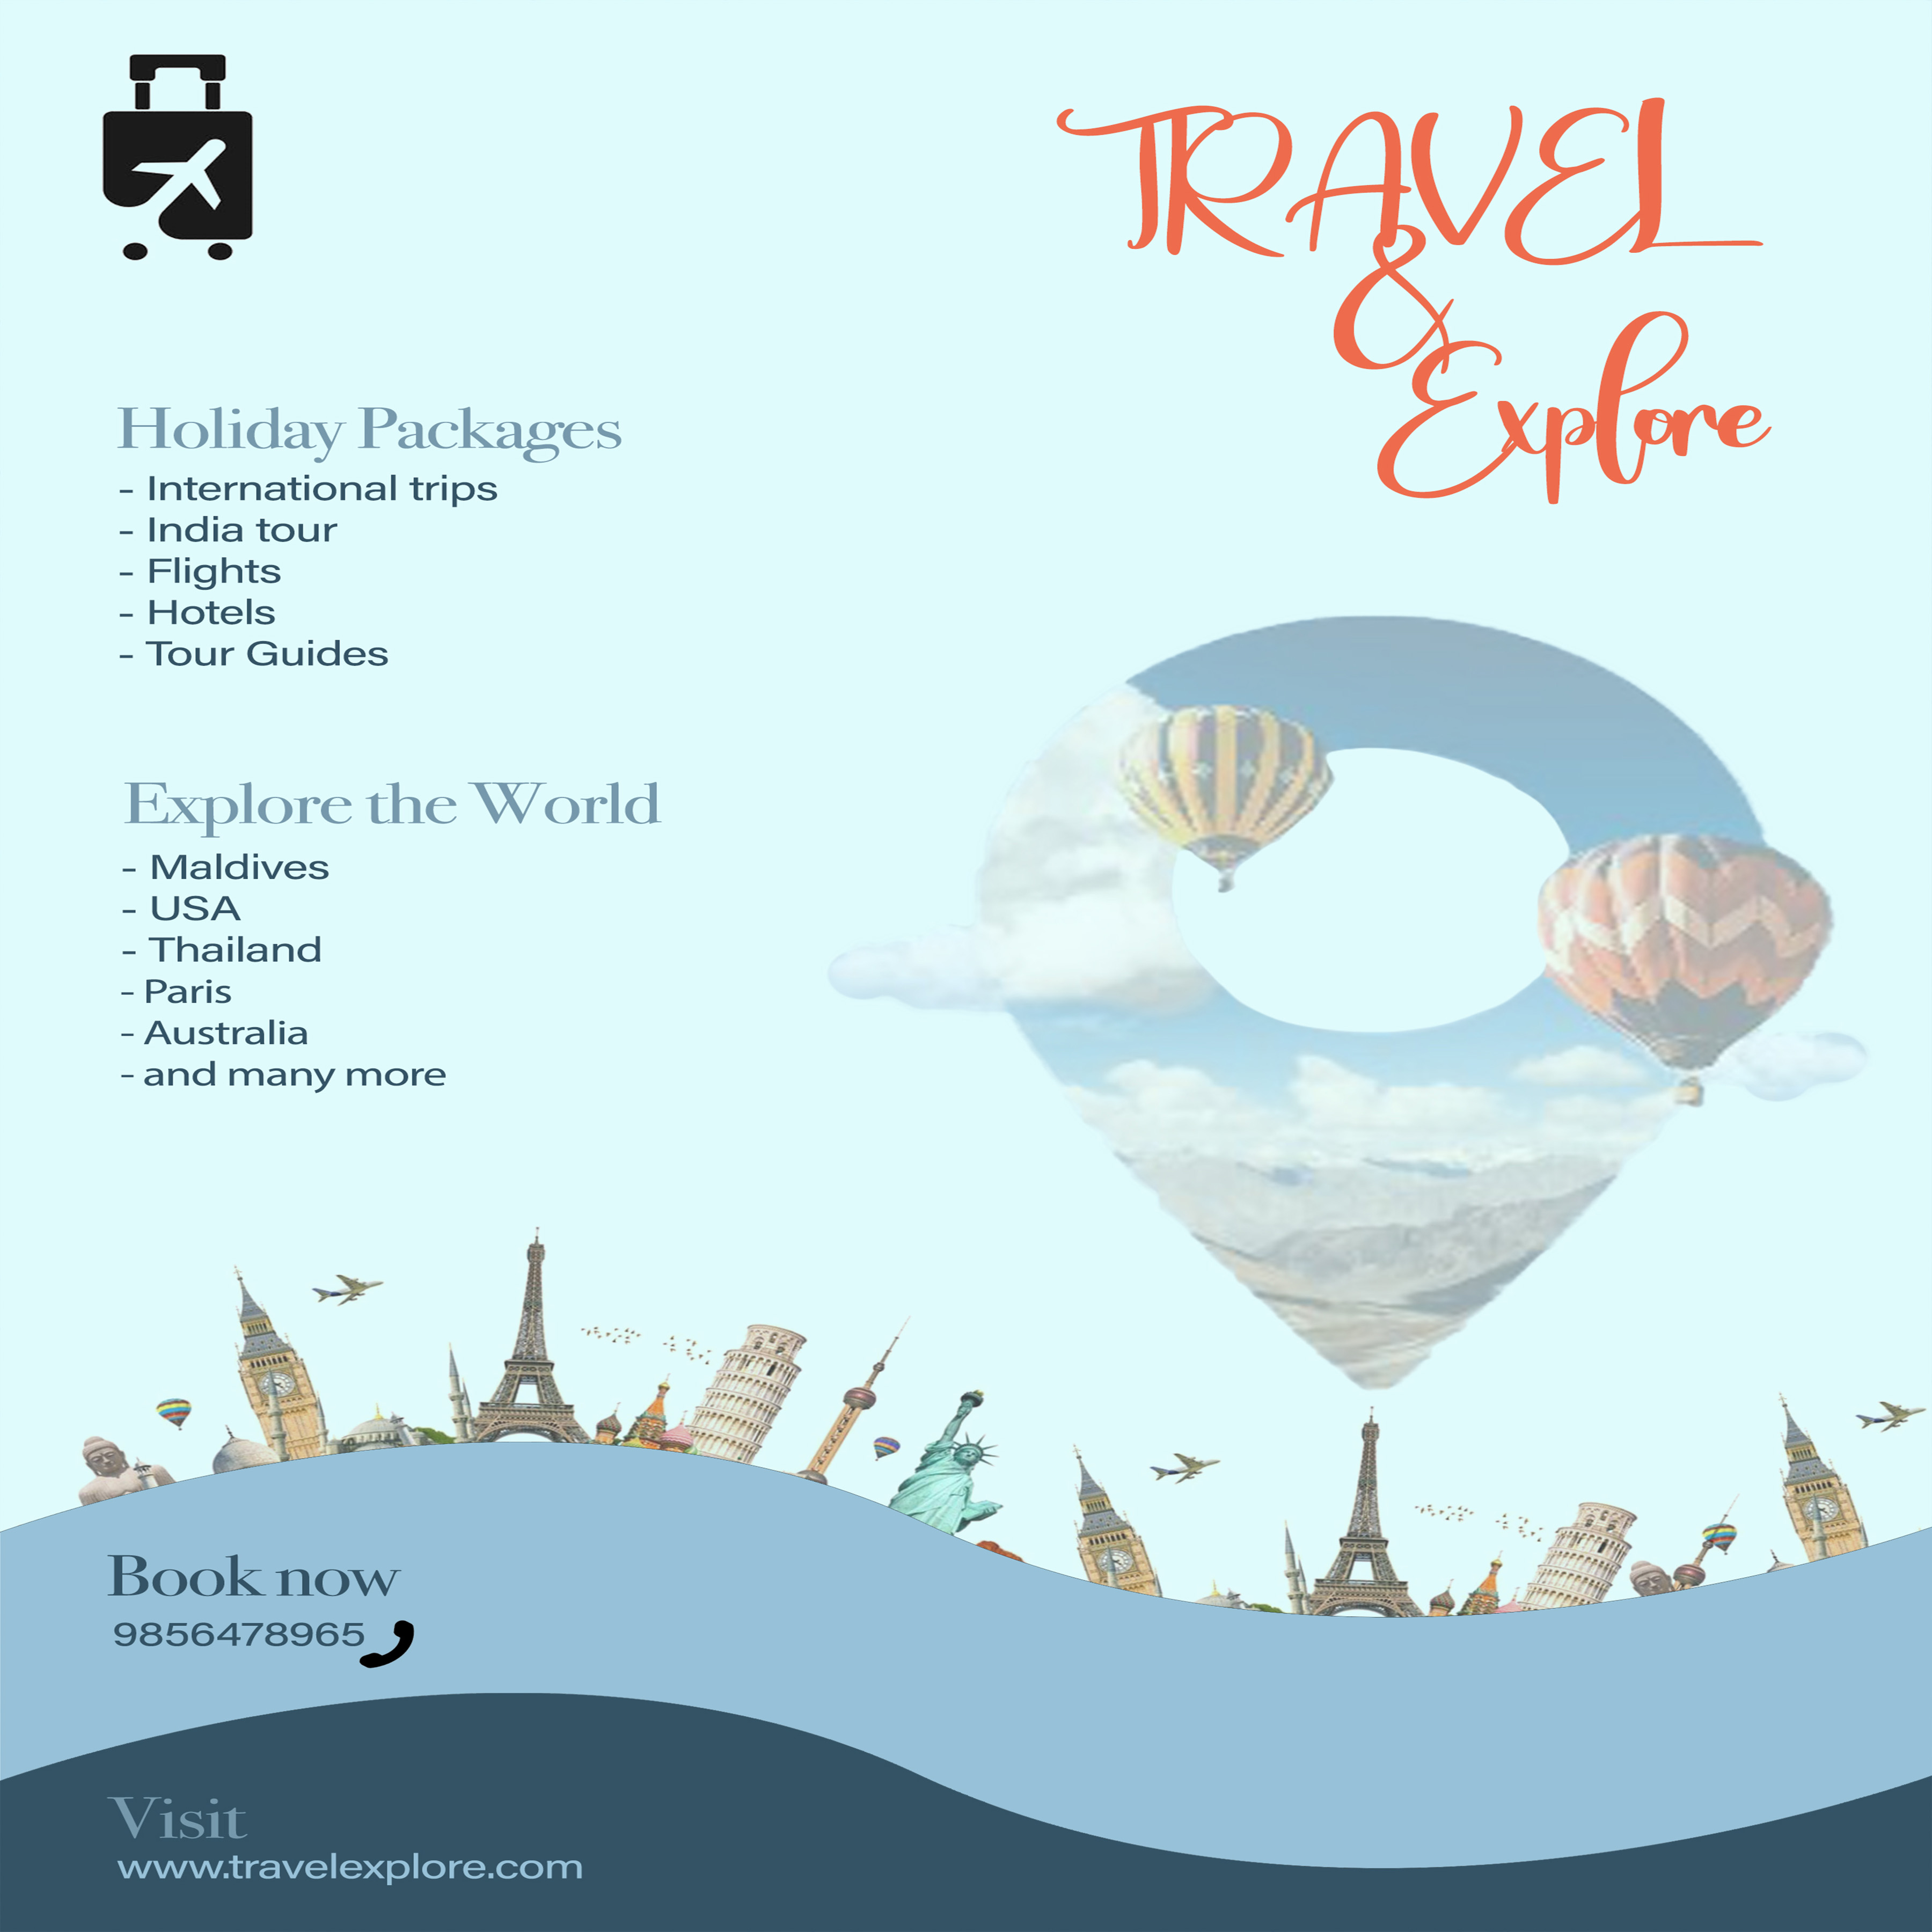 TRAVEL
&
Explore
Holiday Packages
- International trips
- India tour
- Flights
- Hotels
- Tour Guides
Explore the World
- Maldives
- USA
- Thailand
- Paris
- Australia
- and many more
Book now
9856478965
Visit
www.travelexplore.com